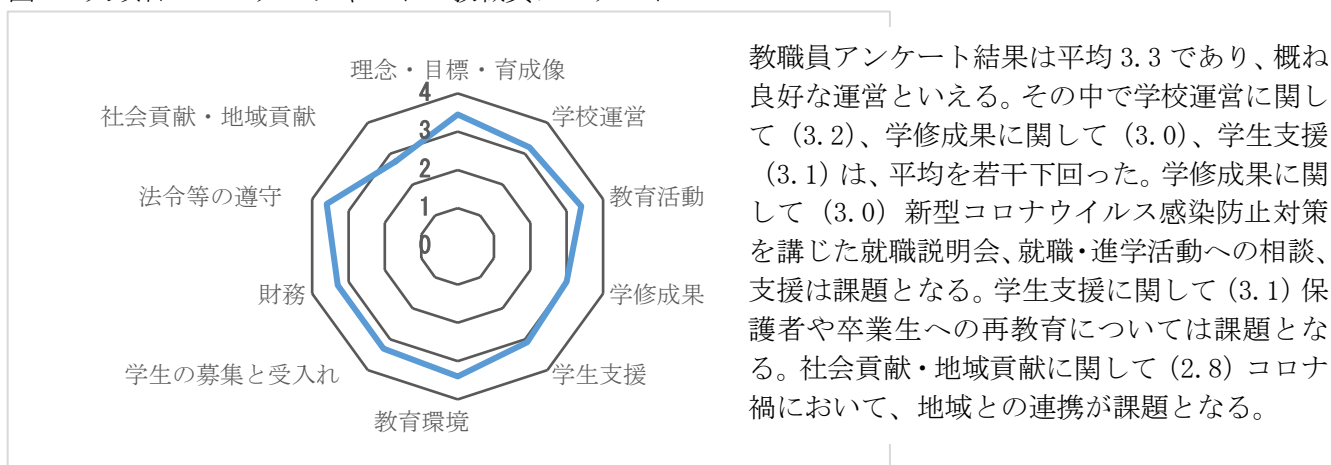 理念・目標・育成像
学校運営
教育活動
学修成果
学生支援
教育環境
学生の募集と受入れ
財務
法令等の遵守
社会貢献・地域貢献
4
3
2
1
0
教職員アンケート結果は平均 3.3 であり、概ね
良好な運営といえる。その中で学校運営に関し
て（3.2）、学修成果に関して（3.0）、学生支援
（3.1）は、平均を若干下回った。学修成果に関
して（3.0）新型コロナウイルス感染防止対策
を講じた就職説明会、就職・進学活動への相談、
支援は課題となる。学生支援に関して（3.1）保
護者や卒業生への再教育については課題とな
る。社会貢献・地域貢献に関して（2.8）コロナ
禍において、地域との連携が課題となる。